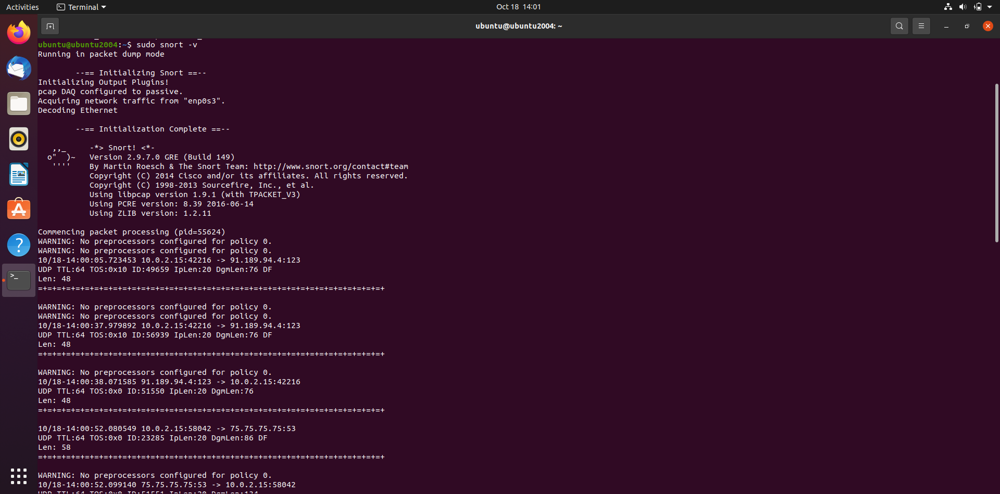 Activities
Terminal
Oct 18 14:01
ubuntu@ubuntu2004: ~
ubuntu@ubuntu2004:~$ sudo snort -v
Running in packet dump mode
--== Initializing Snort ==--
Initializing Output Plugins!
pcap DAQ configured to passive.
Acquiring network traffic from "enp0s3".
Decoding Ethernet
--== Initialization Complete ==--
,,_ -*> Snort! <*-
o" )~ Version 2.9.7.0 GRE (Build 149)
'''' By Martin Roesch & The Snort Team: http://www.snort.org/contact#team
Copyright (C) 2014 Cisco and/or its affiliates. All rights reserved.
Copyright (C) 1998-2013 Sourcefire, Inc., et al.
Using libpcap version 1.9.1 (with TPACKET_V3)
Using PCRE version: 8.39 2016-06-14
Using ZLIB version: 1.2.11
Commencing packet processing (pid=55624)
WARNING: No preprocessors configured for policy 0.
WARNING: No preprocessors configured for policy 0.
10/18-14:00:05.723453 10.0.2.15:42216 -> 91.189.94.4:123
UDP TTL:64 TOS:0x10 ID:49659 IpLen:20 DgmLen:76 DF
Len: 48
=+=+=+=+=+=+=+=+=+=+=+=+=+=+=+=+=+=+=+=+=+=+=+=+=+=+=+=+=+=+=+=+=+=+=+=+=+
WARNING: No preprocessors configured for policy 0.
WARNING: No preprocessors configured for policy 0.
10/18-14:00:37.979892 10.0.2.15:42216 -> 91.189.94.4:123
UDP TTL:64 TOS:0x10 ID:56939 IpLen:20 DgmLen:76 DF
Len: 48
=+=+=+=+=+=+=+=+=+=+=+=+=+=+=+=+=+=+=+=+=+=+=+=+=+=+=+=+=+=+=+=+=+=+=+=+=+
WARNING: No preprocessors configured for policy 0.
10/18-14:00:38.071585 91.189.94.4:123 -> 10.0.2.15:42216
UDP TTL:64 TOS:0x0 ID:51550 IpLen:20 DgmLen:76
Len: 48
=+=+=+=+=+=+=+=+=+=+=+=+=+=+=+=+=+=+=+=+=+=+=+=+=+=+=+=+=+=+=+=+=+=+=+=+=+
10/18-14:00:52.080549 10.0.2.15:58042 -> 75.75.75.75:53
UDP TTL:64 TOS:0x0 ID:23285 IpLen:20 DgmLen:86 DF
Len: 58
=+=+=+=+=+=+=+=+=+=+=+=+=+=+=+=+=+=+=+=+=+=+=+=+=+=+=+=+=+=+=+=+=+=+=+=+=+
WARNING: No preprocessors configured for policy 0.
10/18-14:00:52.099140 75.75.75.75:53 -> 10.0.2.15:58042
UDP TTL:64 TOS:0x0 ID:51551 IpLen:20 DgmLen:134